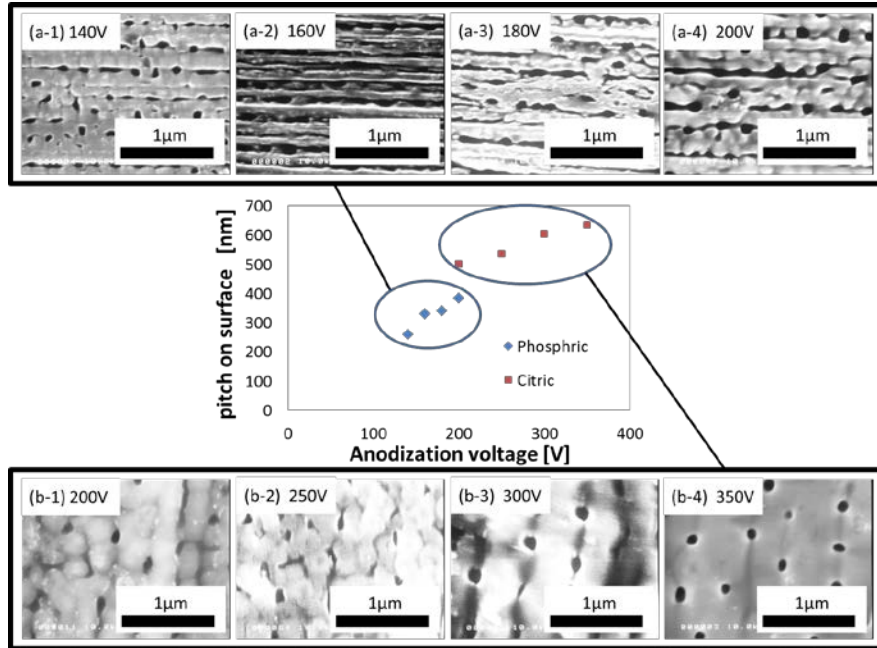 (a-1) 140V
(a-2) 160V
(a-3) 180V
(a-4) 200V
1μm
1μm
1μm
1μm
pitch on surface [nm]
700
600
500
400
300
200
100
0
Phosphric
Citric
0
100
200
300
400
Anodization voltage [V]
(b-1) 200V
(b-2) 250V
(b-3) 300V
(b-4) 350V
1μm
1μm
1μm
1μm